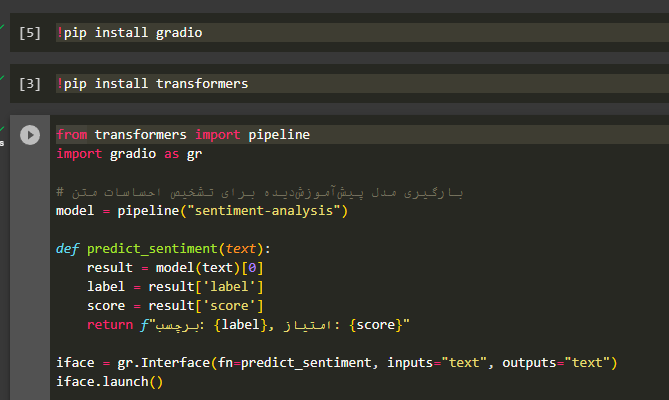 [5] !pip install gradio
[3] !pip install transformers
from transformers import pipeline
import gradio as gr
# بارگیری مدل پیش‌آموزش‌دیده برای تشخیص احساسات متن
model = pipeline("sentiment-analysis")
def predict_sentiment(text):
    result = model(text)[0]
    label = result['label']
    score = result['score']
    return f"برچسب: {label}, امتیاز: {score}"
iface = gr.Interface(fn=predict_sentiment, inputs="text", outputs="text")
iface.launch()